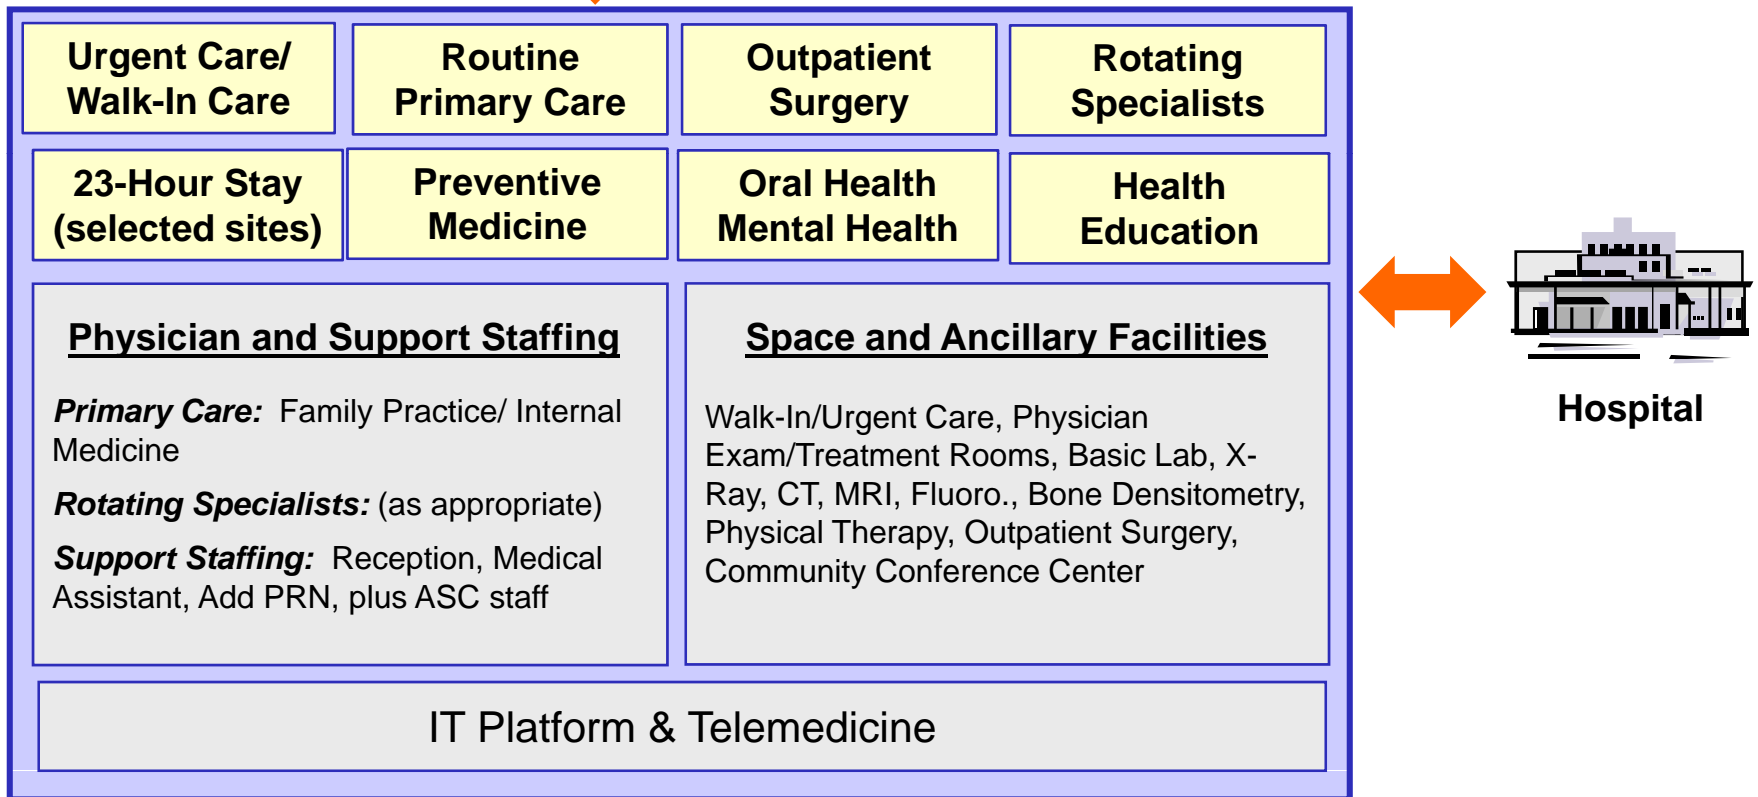 Urgent Care/
Walk-In Care
Routine
Primary Care
Outpatient
Surgery
Rotating
Specialists
23-Hour Stay
(selected sites)
Preventive
Medicine
Oral Health
Mental Health
Health
Education
Physician and Support Staffing
Primary Care: Family Practice/ Internal
Medicine
Rotating Specialists: (as appropriate)
Support Staffing: Reception, Medical
Assistant, Add PRN, plus ASC staff
Space and Ancillary Facilities
Walk-In/Urgent Care, Physician
Exam/Treatment Rooms, Basic Lab, X-
Ray, CT, MRI, Fluoro., Bone Densitometry,
Physical Therapy, Outpatient Surgery,
Community Conference Center
IT Platform & Telemedicine
Hospital